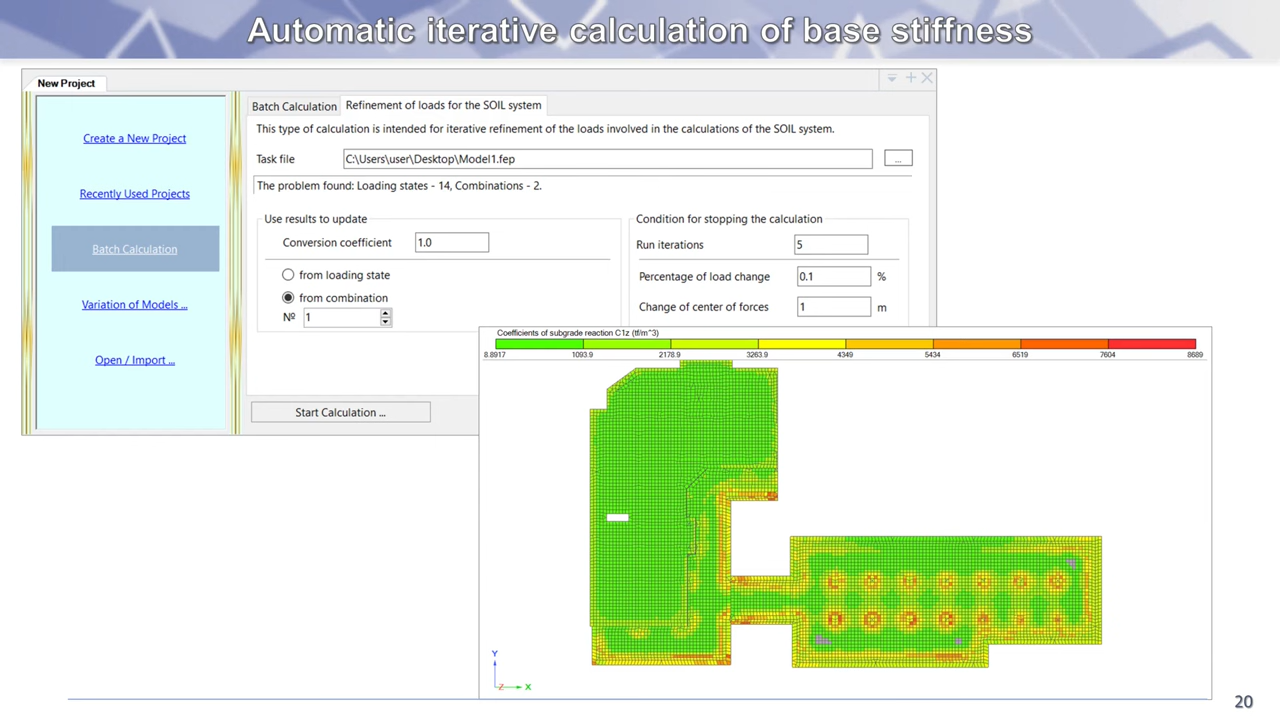 Automatic iterative calculation of base stiffness
New Project
Create a New Project
Recently Used Projects
Batch Calculation
Variation of Models ...
Open / Import ...
Batch Calculation
Refinement of loads for the SOIL system
This type of calculation is intended for iterative refinement of the loads involved in the calculations of the SOIL system.
Task file
C:\Users\user\Desktop\Model1.fep
...
The problem found: Loading states - 14, Combinations - 2.
Use results to update
Conversion coefficient
1.0
from loading state
from combination
Nº
1
Condition for stopping the calculation
Run iterations
5
Percentage of load change
0.1
%
Change of center of forces
1
m
Start Calculation ...
Coefficients of subgrade reaction C1z (tf/m^3)
8.8917 1093.9 2178.9 3263.9 4349 5434 6519 7604 8689
Y
Z
X
20